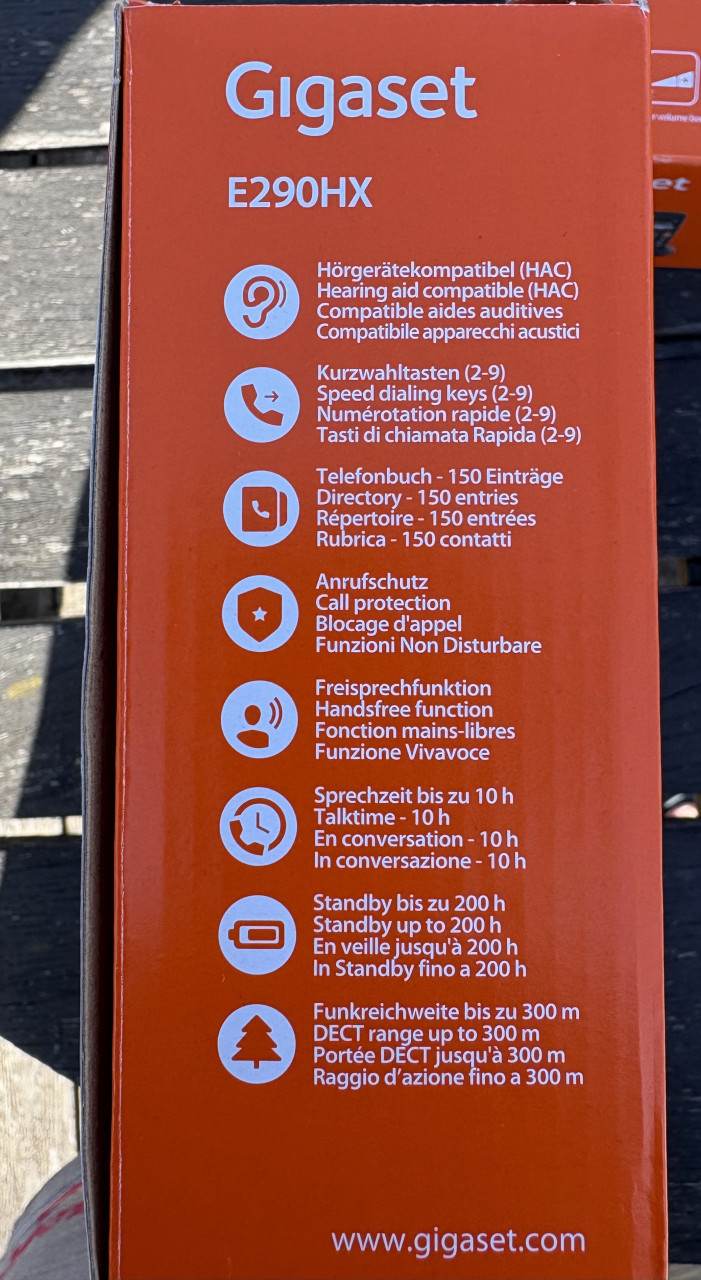 Gigaset
E290HX
Hörgerätekompatibel (HAC)
Hearing aid compatible (HAC)
Compatible aides auditives
Compatibile apparecchi acustici
Kurzwahltasten (2-9)
Speed dialing keys (2-9)
Numérotation rapide (2-9)
Tasti di chiamata Rapida (2-9)
Telefonbuch - 150 Einträge
Directory - 150 entries
Répertoire - 150 entrées
Rubrica - 150 contatti
Anrufschutz
Call protection
Blocage d'appel
Funzioni Non Disturbare
Freisprechfunktion
Handsfree function
Fonction mains-libres
Funzione Vivavoce
Sprechzeit bis zu 10 h
Talktime - 10 h
En conversation - 10 h
In conversazione - 10 h
Standby bis zu 200 h
Standby up to 200 h
En veille jusqu'à 200 h
In Standby fino a 200 h
Funkreichweite bis zu 300 m
DECT range up to 300 m
Portée DECT jusqu'à 300 m
Raggio d’azione fino a 300 m
www.gigaset.com